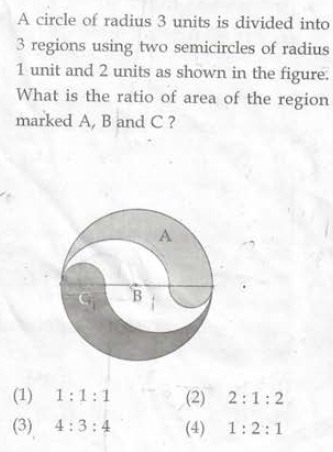 A circle of radius 3 units is divided into
3 regions using two semicircles of radius
1 unit and 2 units as shown in the figure.
What is the ratio of area of the region
marked A, B and C ?
A
C
B
(1) 1 : 1 : 1 (2) 2 : 1 : 2
(3) 4 : 3 : 4 (4) 1 : 2 : 1